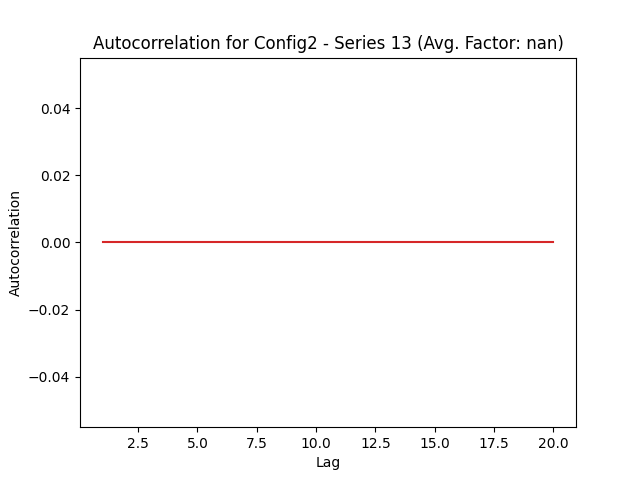 Autocorrelation for Config2 - Series 13 (Avg. Factor: nan)
0.04
0.02
0.00
−0.02
−0.04
Autocorrelation
2.5 5.0 7.5 10.0 12.5 15.0 17.5 20.0
Lag